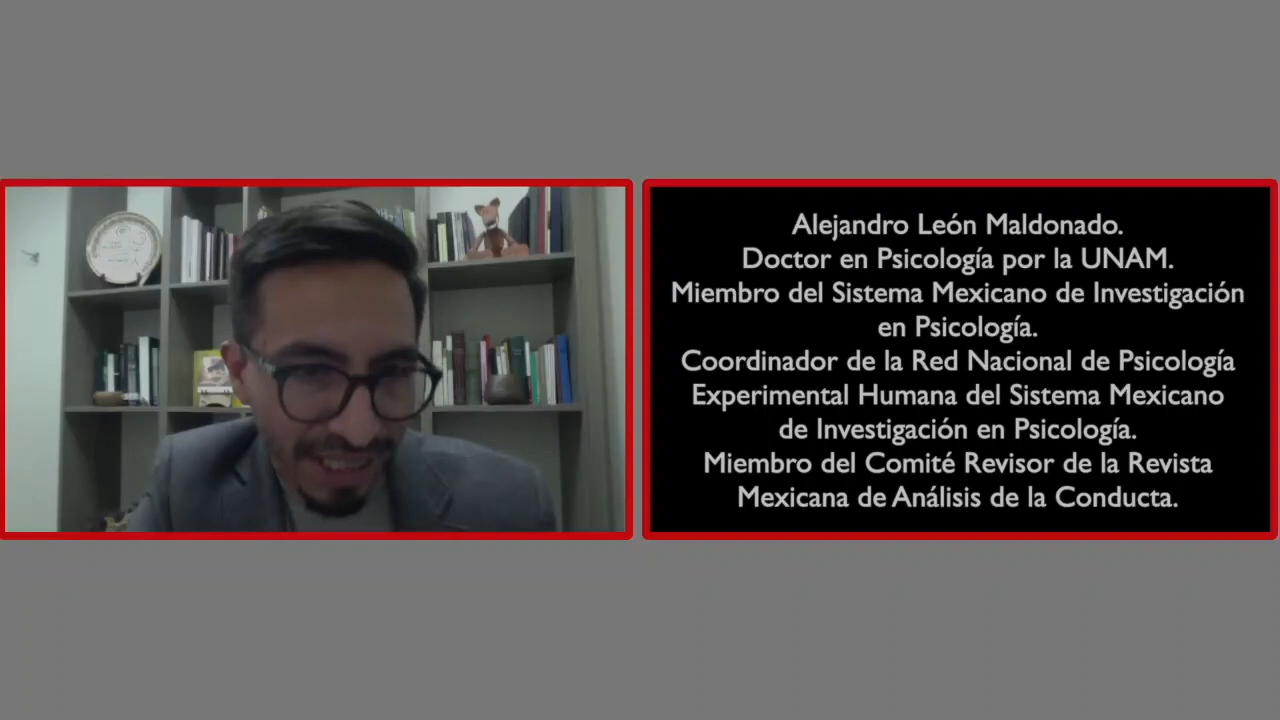 Alejandro León Maldonado.
Doctor en Psicología por la UNAM.
Miembro del Sistema Mexicano de Investigación
en Psicología.
Coordinador de la Red Nacional de Psicología
Experimental Humana del Sistema Mexicano
de Investigación en Psicología.
Miembro del Comité Revisor de la Revista
Mexicana de Análisis de la Conducta.